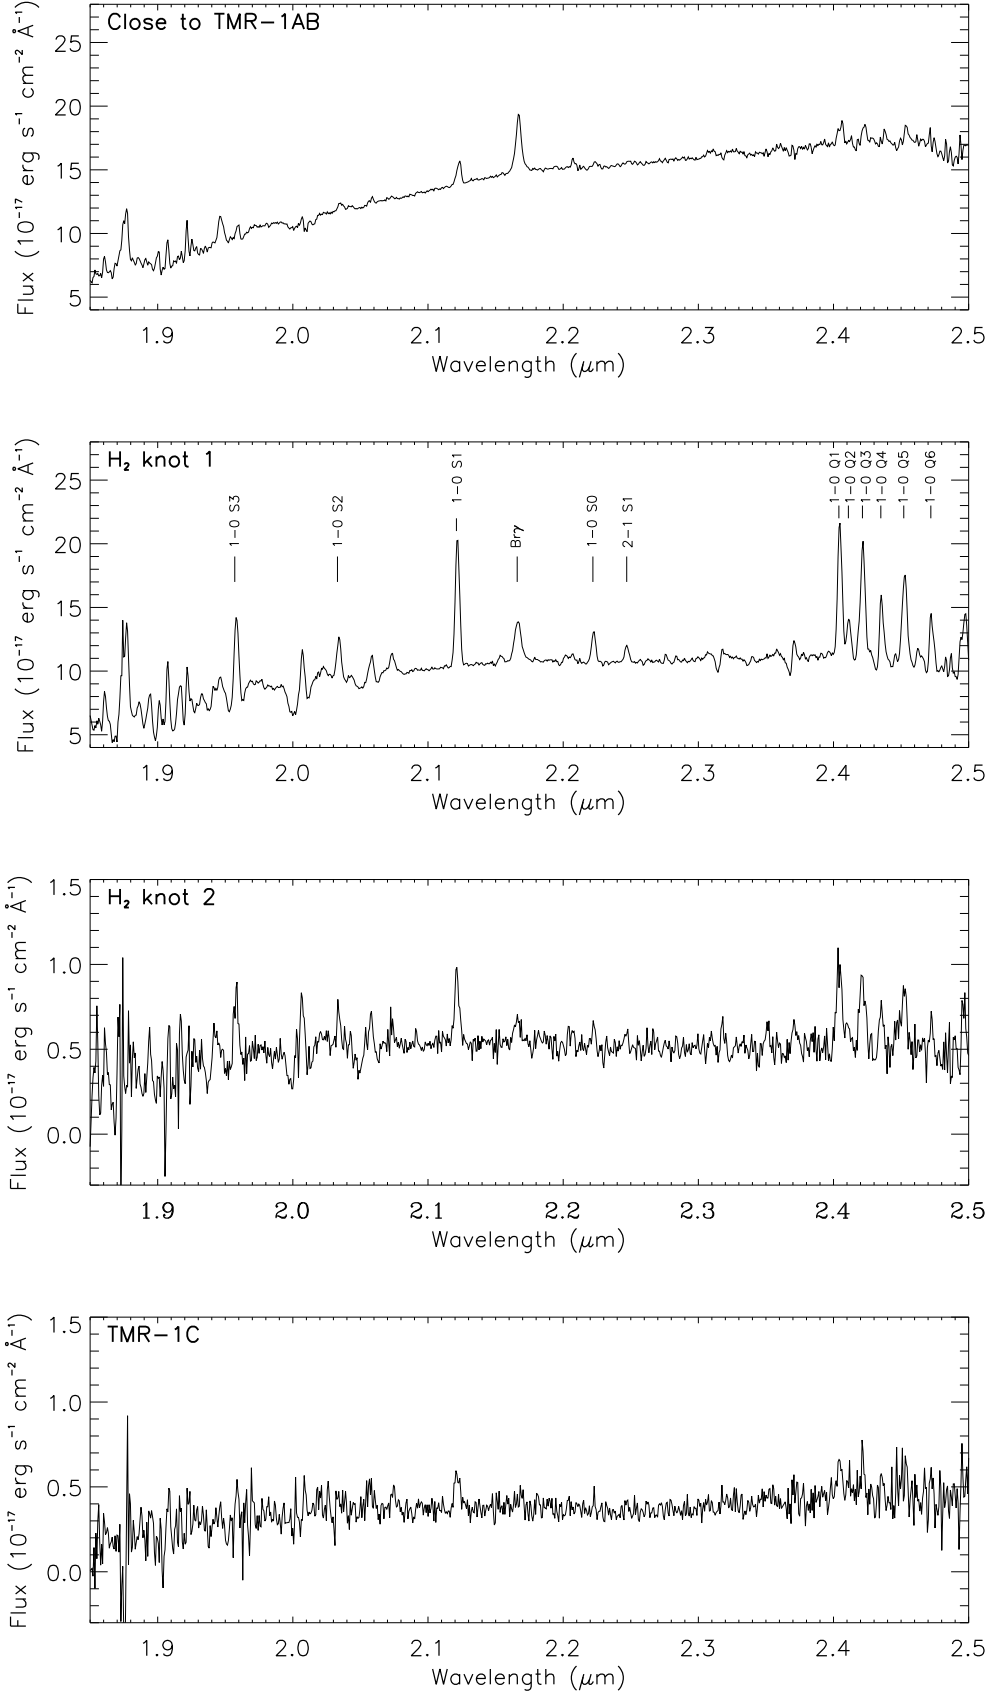 Close to TMR−1AB
Flux (10⁻¹⁷ erg s⁻¹ cm⁻² Å⁻¹)
25
20
15
10
5
1.9 2.0 2.1 2.2 2.3 2.4 2.5
Wavelength (μm)
H₂ knot 1
Flux (10⁻¹⁷ erg s⁻¹ cm⁻² Å⁻¹)
25
20
15
10
5
1−0 S3
1−0 S2
1−0 S1
Brγ
1−0 S0
2−1 S1
1−0 Q1
1−0 Q2
1−0 Q3
1−0 Q4
1−0 Q5
1−0 Q6
1.9 2.0 2.1 2.2 2.3 2.4 2.5
Wavelength (μm)
H₂ knot 2
Flux (10⁻¹⁷ erg s⁻¹ cm⁻² Å⁻¹)
1.5
1.0
0.5
0.0
1.9 2.0 2.1 2.2 2.3 2.4 2.5
Wavelength (μm)
TMR−1C
Flux (10⁻¹⁷ erg s⁻¹ cm⁻² Å⁻¹)
1.5
1.0
0.5
0.0
1.9 2.0 2.1 2.2 2.3 2.4 2.5
Wavelength (μm)